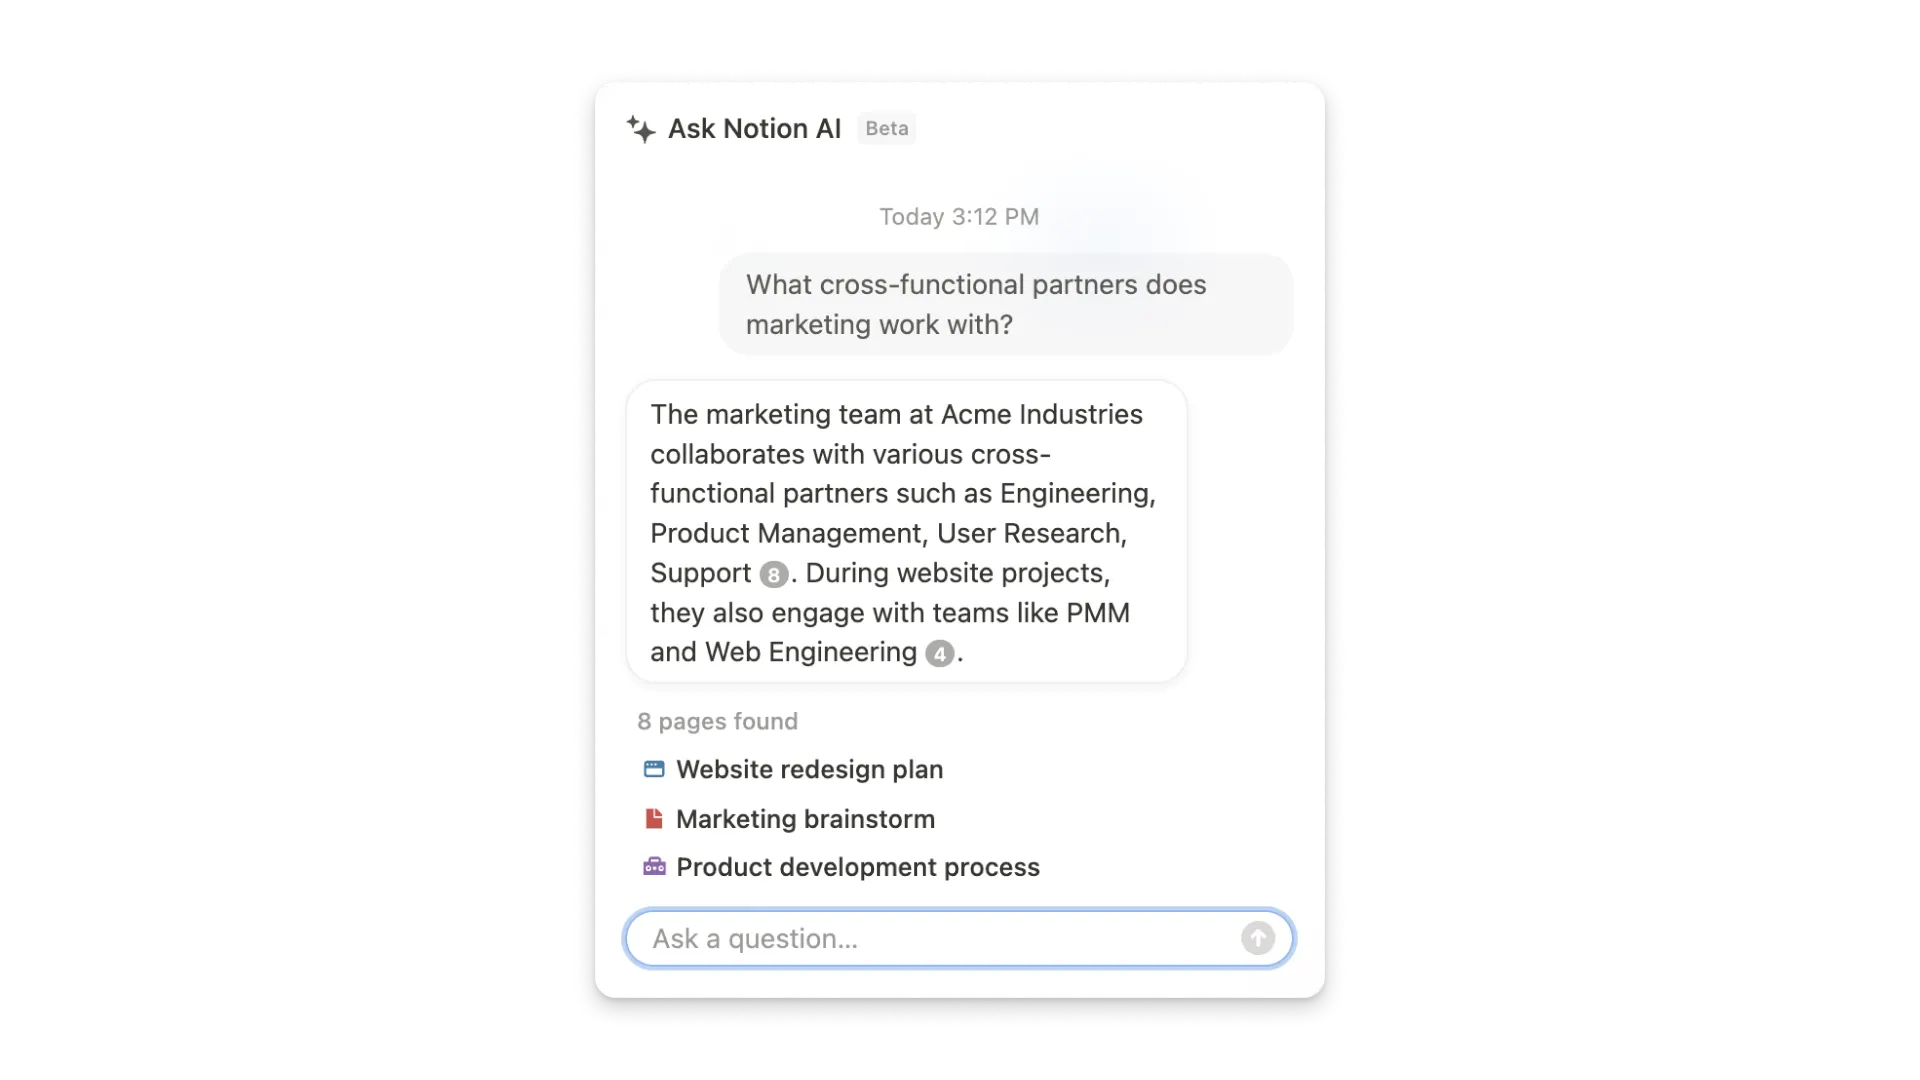 Ask Notion AI Beta
Today 3:12 PM
What cross-functional partners does
marketing work with?
The marketing team at Acme Industries
collaborates with various cross-
functional partners such as Engineering,
Product Management, User Research,
Support 8. During website projects,
they also engage with teams like PMM
and Web Engineering 4.
8 pages found
Website redesign plan
Marketing brainstorm
Product development process
Ask a question...